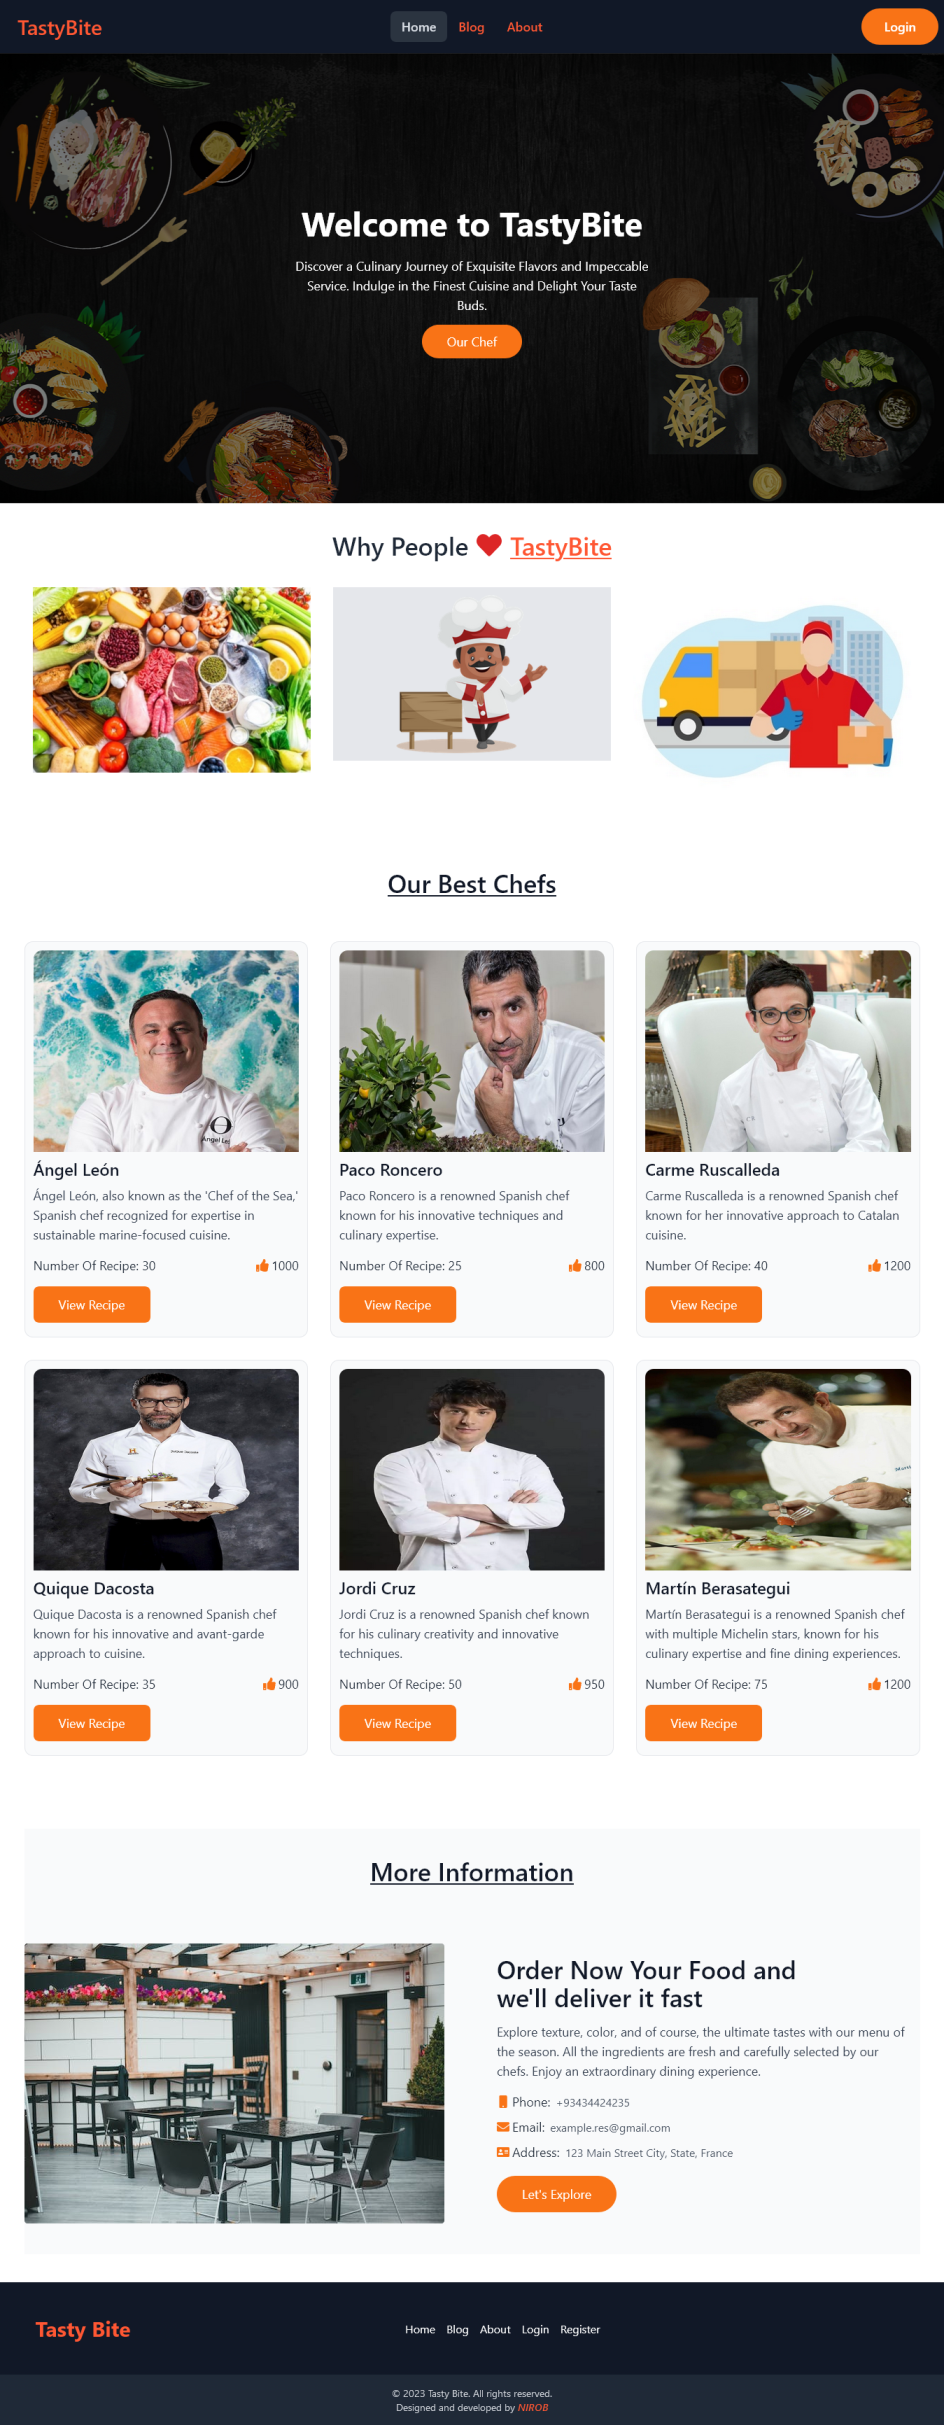 TastyBite
Home Blog About
Login
Welcome to TastyBite
Discover a Culinary Journey of Exquisite Flavors and Impeccable
Service. Indulge in the Finest Cuisine and Delight Your Taste
Buds.
Our Chef
Why People TastyBite
Our Best Chefs
Ángel León
Ángel León, also known as the 'Chef of the Sea,'
Spanish chef recognized for expertise in
sustainable marine-focused cuisine.
Number Of Recipe: 30 1000
View Recipe
Paco Roncero
Paco Roncero is a renowned Spanish chef
known for his innovative techniques and
culinary expertise.
Number Of Recipe: 25 800
View Recipe
Carme Ruscalleda
Carme Ruscalleda is a renowned Spanish chef
known for her innovative approach to Catalan
cuisine.
Number Of Recipe: 40 1200
View Recipe
Quique Dacosta
Quique Dacosta is a renowned Spanish chef
known for his innovative and avant-garde
approach to cuisine.
Number Of Recipe: 35 900
View Recipe
Jordi Cruz
Jordi Cruz is a renowned Spanish chef known
for his culinary creativity and innovative
techniques.
Number Of Recipe: 50 950
View Recipe
Martín Berasategui
Martín Berasategui is a renowned Spanish chef
with multiple Michelin stars, known for his
culinary expertise and fine dining experiences.
Number Of Recipe: 75 1200
View Recipe
More Information
Order Now Your Food and
we'll deliver it fast
Explore texture, color, and of course, the ultimate tastes with our menu of
the season. All the ingredients are fresh and carefully selected by our
chefs. Enjoy an extraordinary dining experience.
Phone: +93434424235
Email: example.res@gmail.com
Address: 123 Main Street City, State, France
Let's Explore
Tasty Bite
Home Blog About Login Register
© 2023 Tasty Bite. All rights reserved.
Designed and developed by NIROB